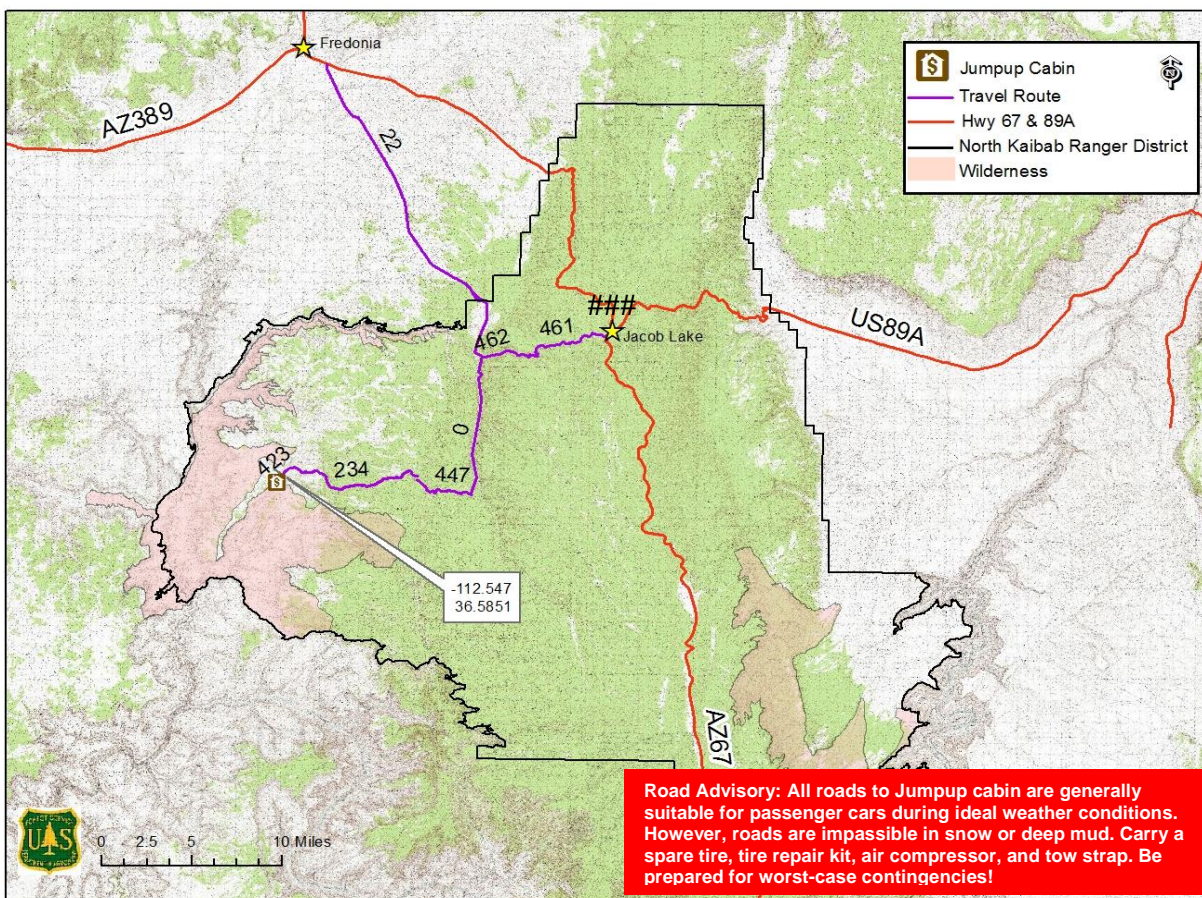 Fredonia
AZ389
22
Jumpup Cabin
Travel Route
Hwy 67 & 89A
North Kaibab Ranger District
Wilderness
###
US89A
462
461
Jacob Lake
0
423
234
447
-112.547
36.5851
AZ67
Road Advisory: All roads to Jumpup cabin are generally
suitable for passenger cars during ideal weather conditions.
However, roads are impassible in snow or deep mud. Carry a
spare tire, tire repair kit, air compressor, and tow strap. Be
prepared for worst-case contingencies!
US
0 2.5 5 10 Miles